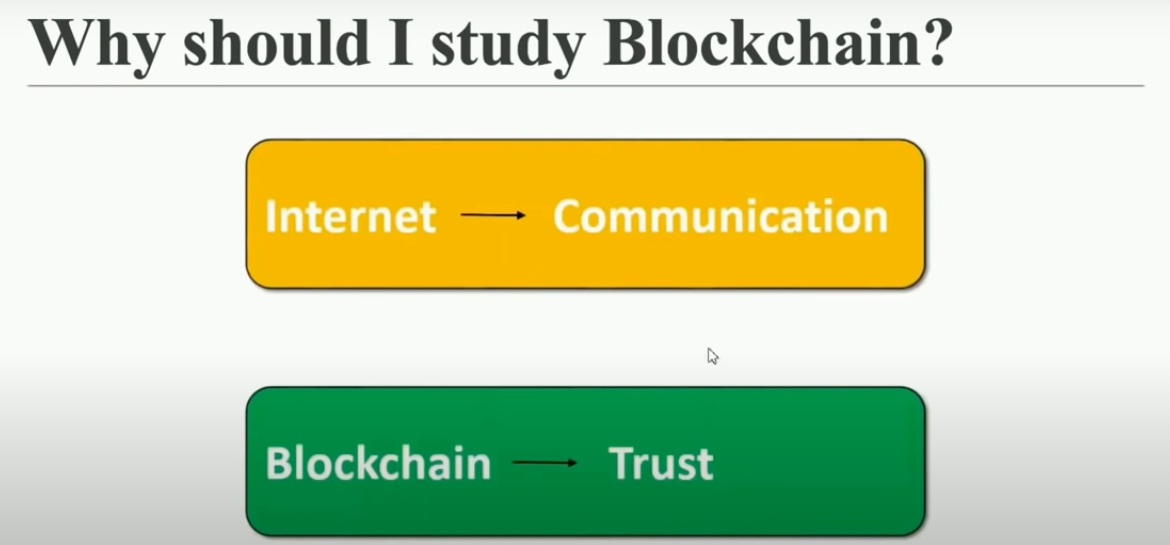 Why should I study Blockchain?
Internet → Communication
Blockchain → Trust